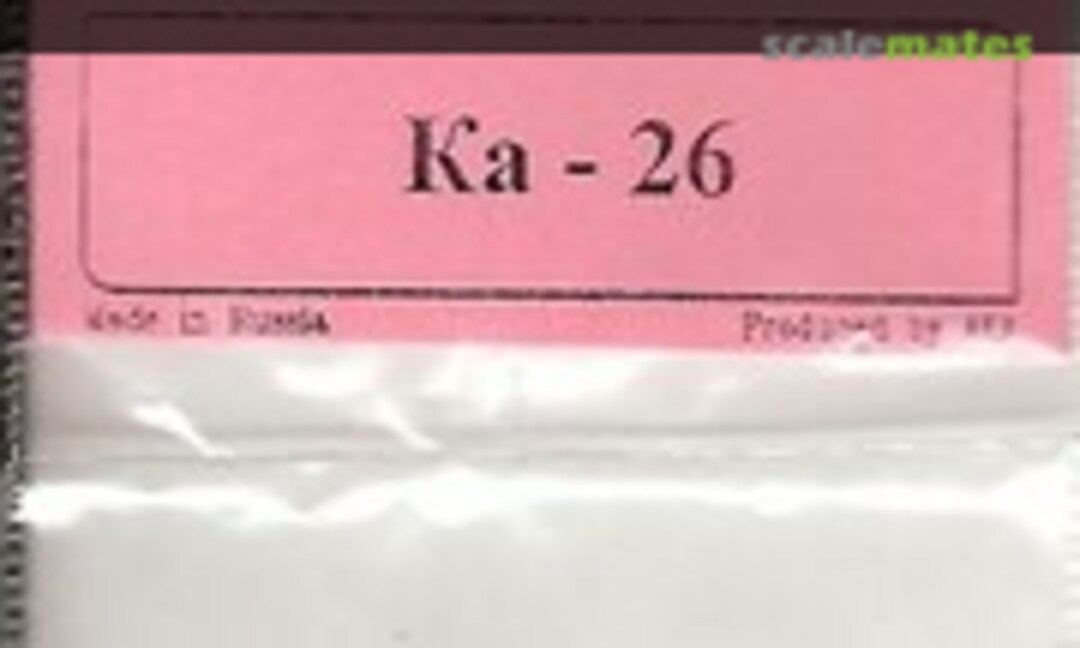 scalemates
Ka - 26
Made in Russia
Produced by